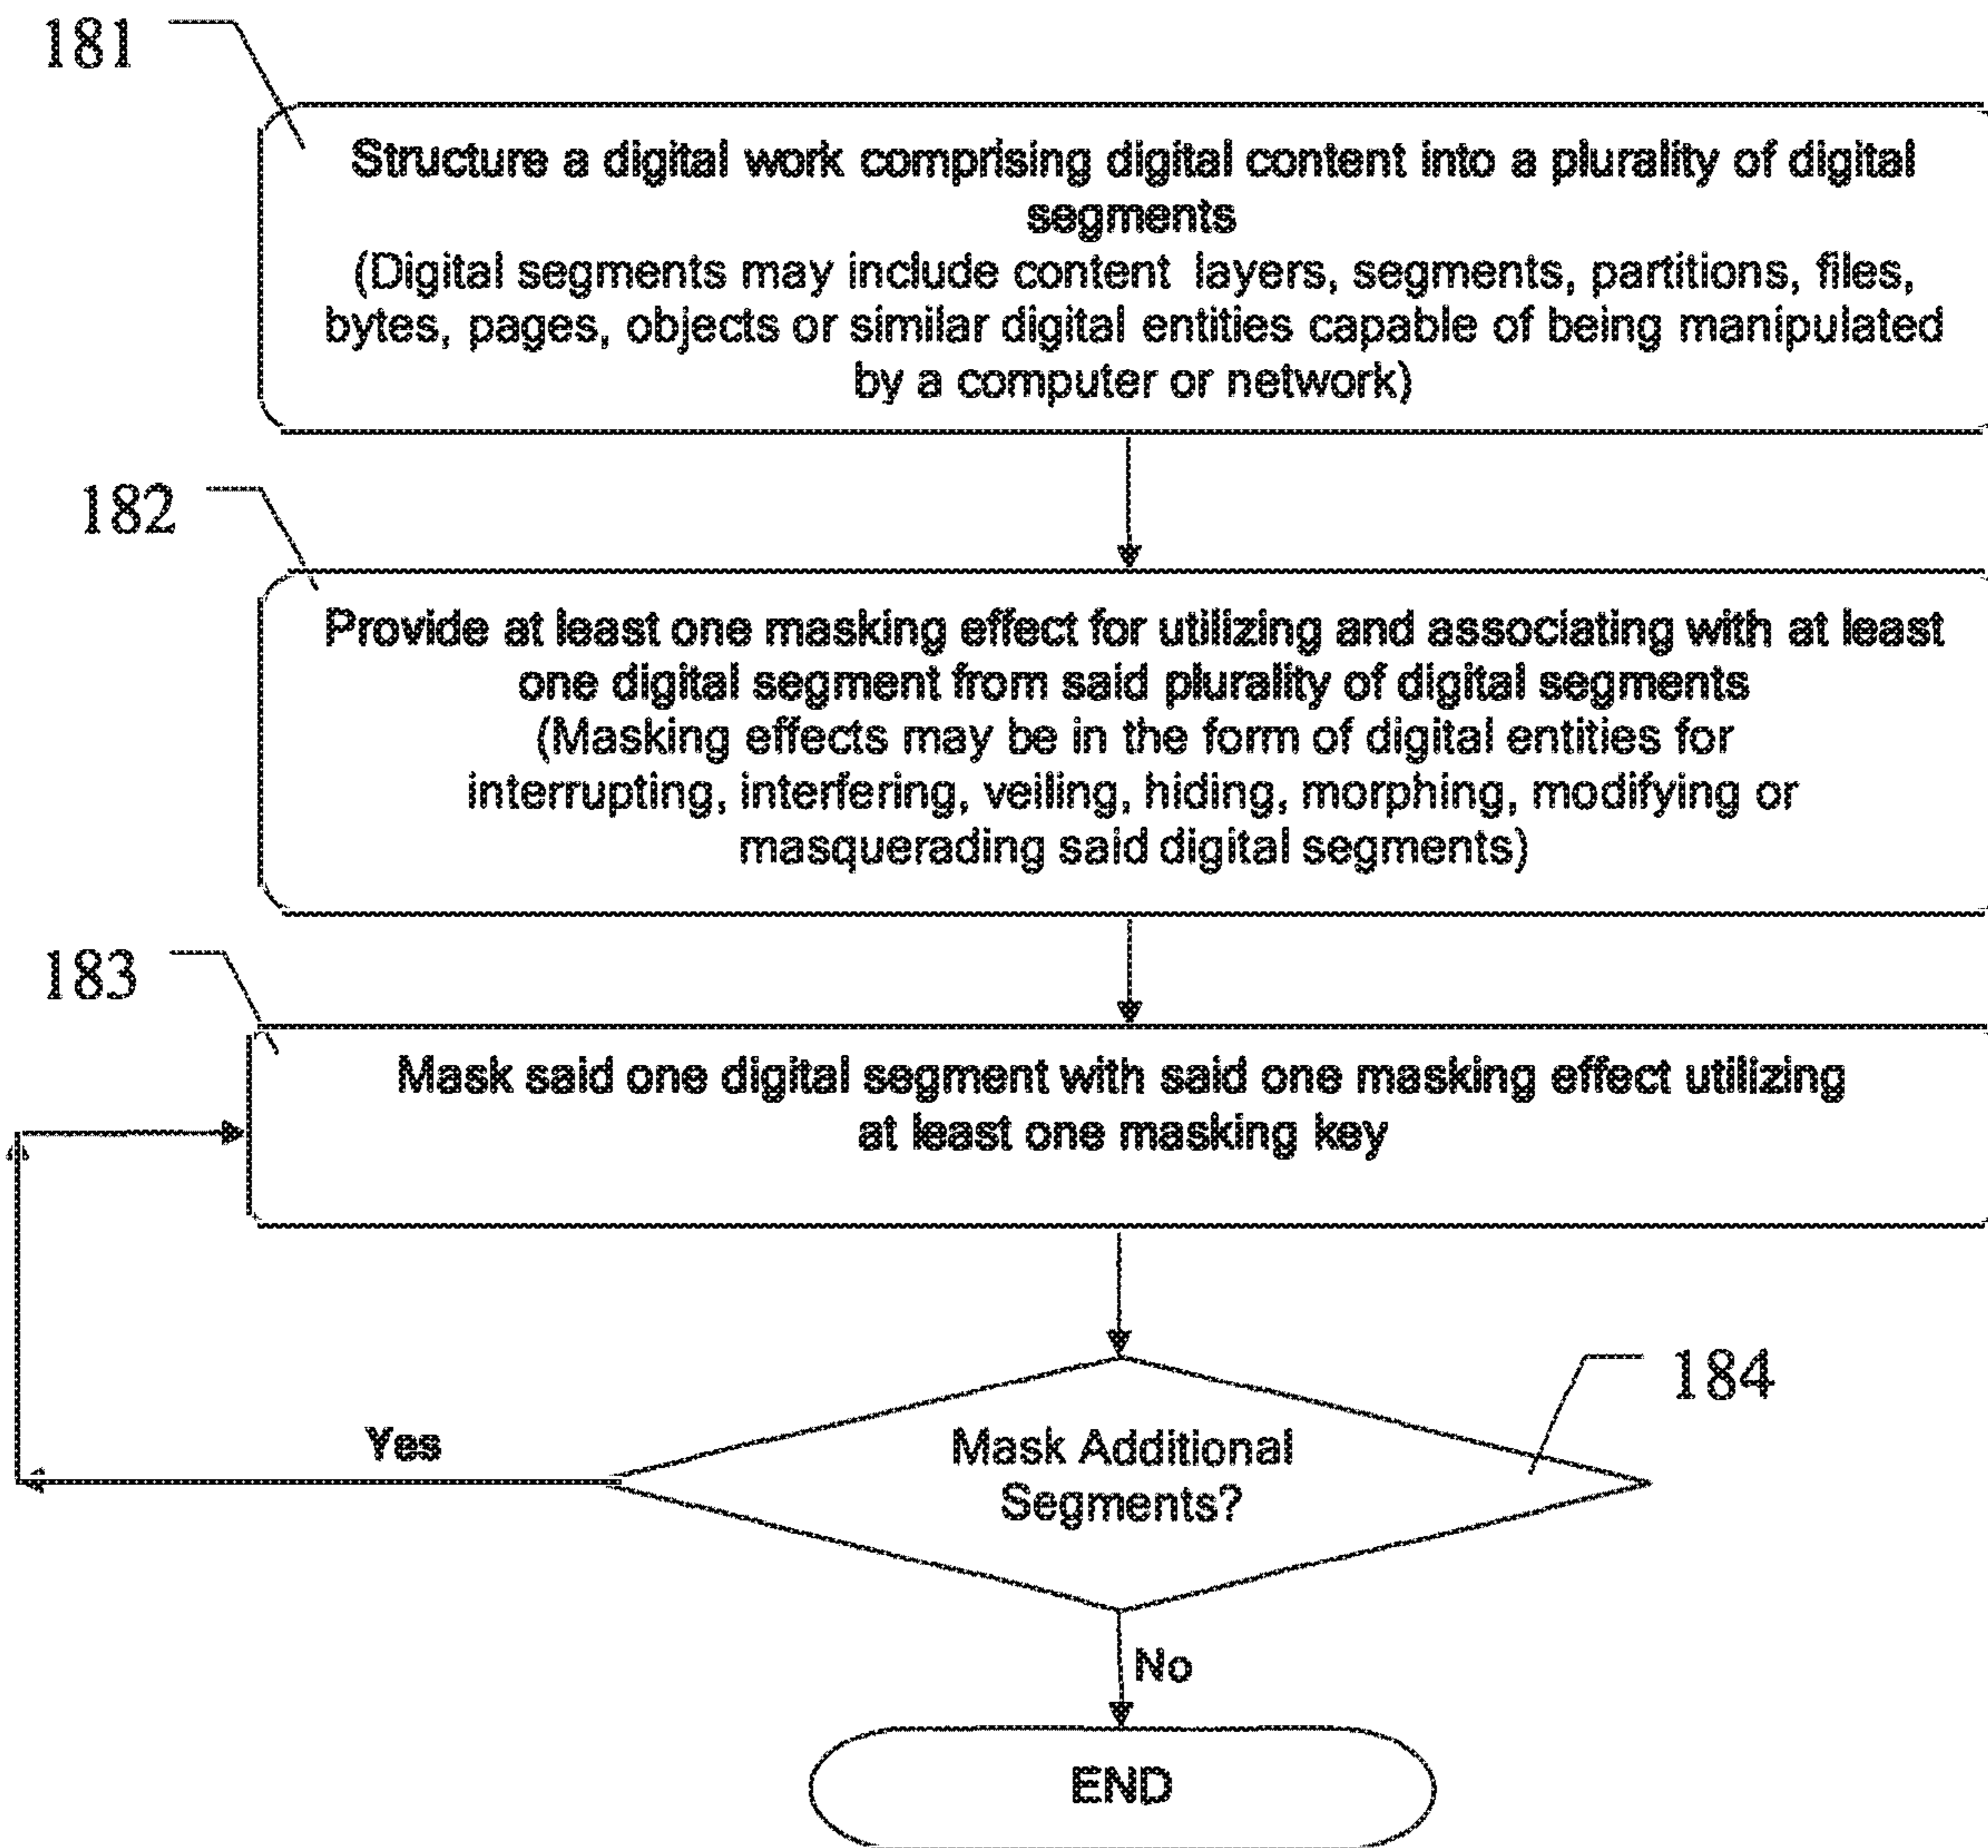 181
Structure a digital work comprising digital content into a plurality of digital
segments
(Digital segments may include content layers, segments, partitions, files,
bytes, pages, objects or similar digital entities capable of being manipulated
by a computer or network)
182
Provide at least one masking effect for utilizing and associating with at least
one digital segment from said plurality of digital segments
(Masking effects may be in the form of digital entities for
interrupting, interfering, veiling, hiding, morphing, modifying or
masquerading said digital segments)
183
Mask said one digital segment with said one masking effect utilizing
at least one masking key
184
Yes
Mask Additional
Segments?
No
END